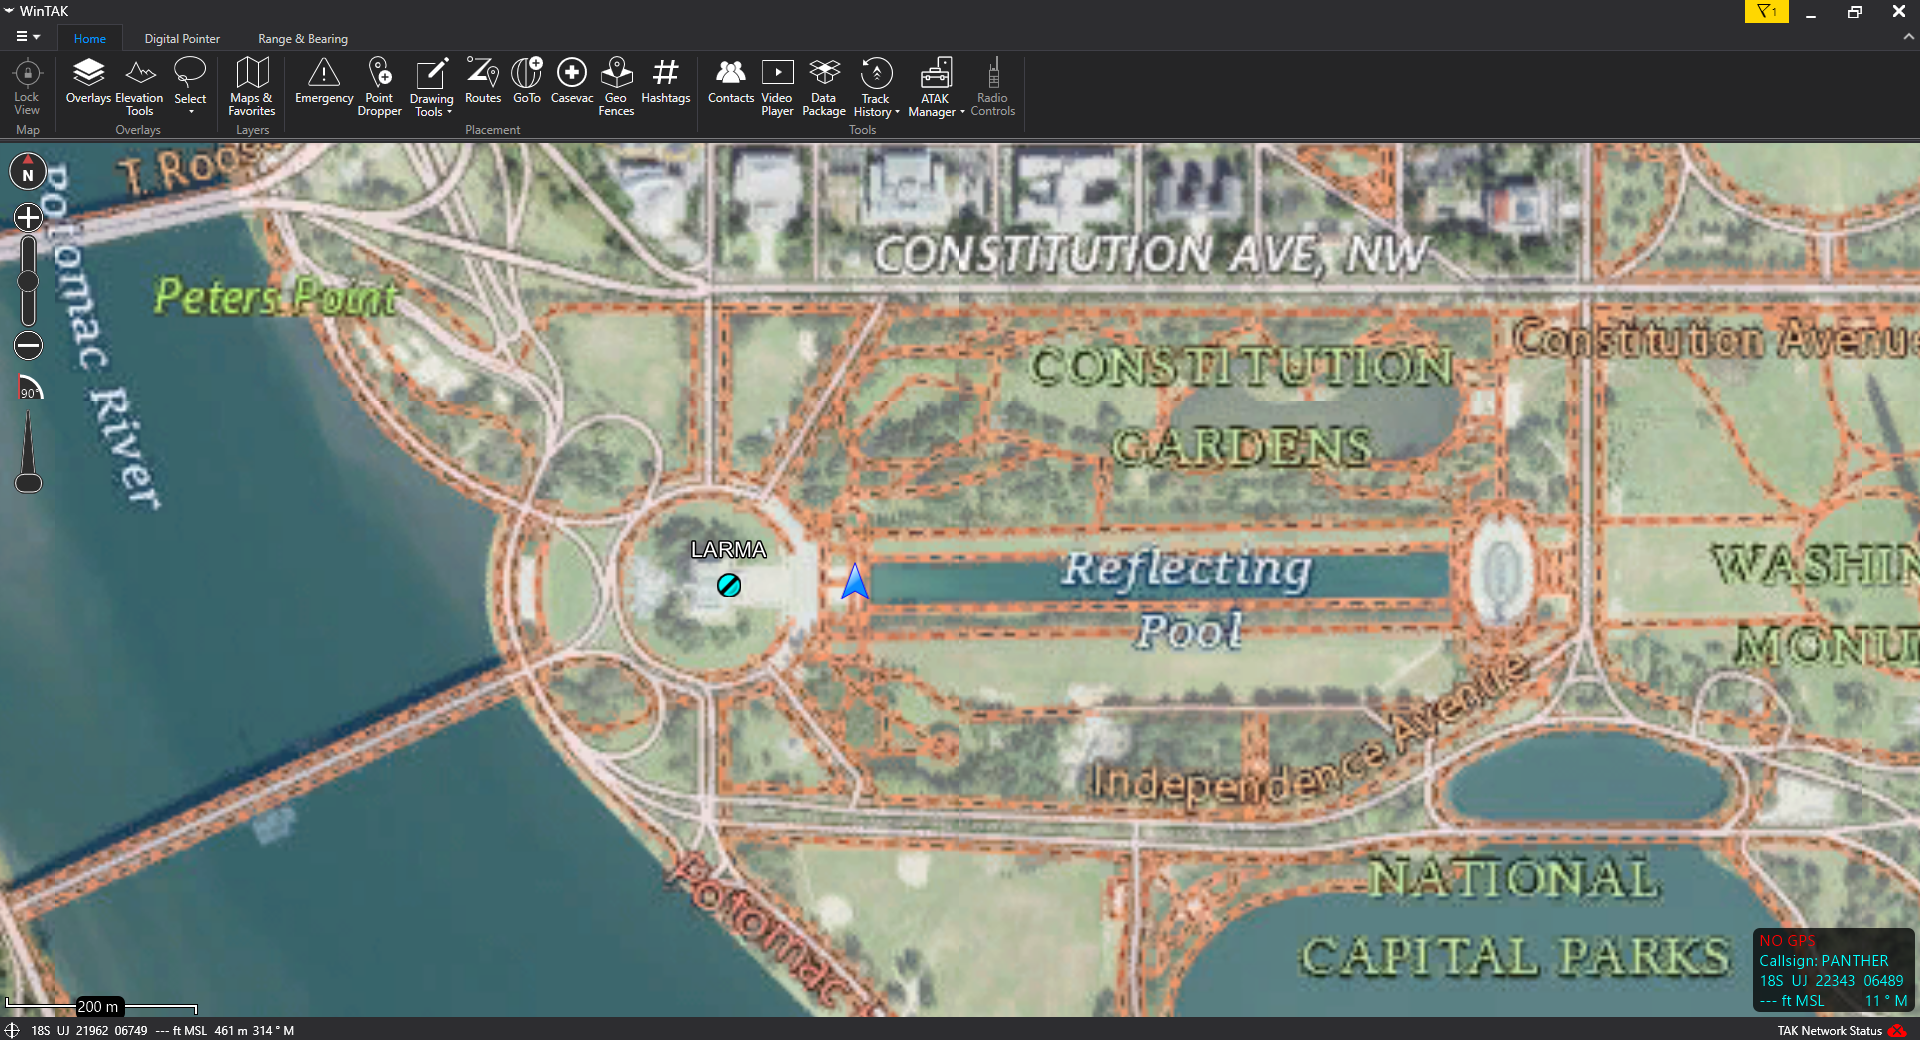 WinTAK
1
Home Digital Pointer Range & Bearing
Lock View
Overlays
Elevation Tools
Select
Maps & Favorites
Emergency
Point Dropper
Drawing Tools
Routes
GoTo
Casevac
Geo Fences
Hashtags
Contacts
Video Player
Data Package
Track History
ATAK Manager
Radio Controls
Map Overlays Layers Placement Tools
N
90°
T. Roos
Potomac River
Peters Point
CONSTITUTION AVE, NW
Constitution Avenue
CONSTITUTION
GARDENS
LARMA
Reflecting
Pool
WASHIN
MONU
Independence Avenue
Potomac
NATIONAL
CAPITAL PARKS
NO GPS
Callsign: PANTHER
18S UJ 22343 06489
--- ft MSL 11 ° M
200 m
18S UJ 21962 06749 --- ft MSL 461 m 314 ° M
TAK Network Status